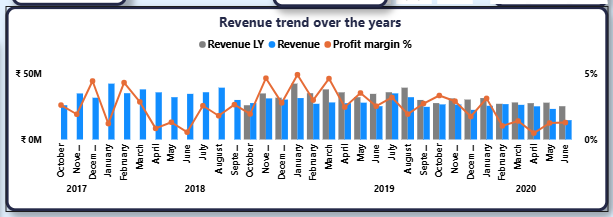 Revenue trend over the years
Revenue LY Revenue Profit margin %
₹ 50M
₹ 0M
5%
0%
October
Nove...
Decem...
January
February
March
April
May
June
July
August
Septe...
October
Nove...
Decem...
January
February
March
April
May
June
July
August
Septe...
October
Nove...
Decem...
January
February
March
April
May
June
2017
2018
2019
2020